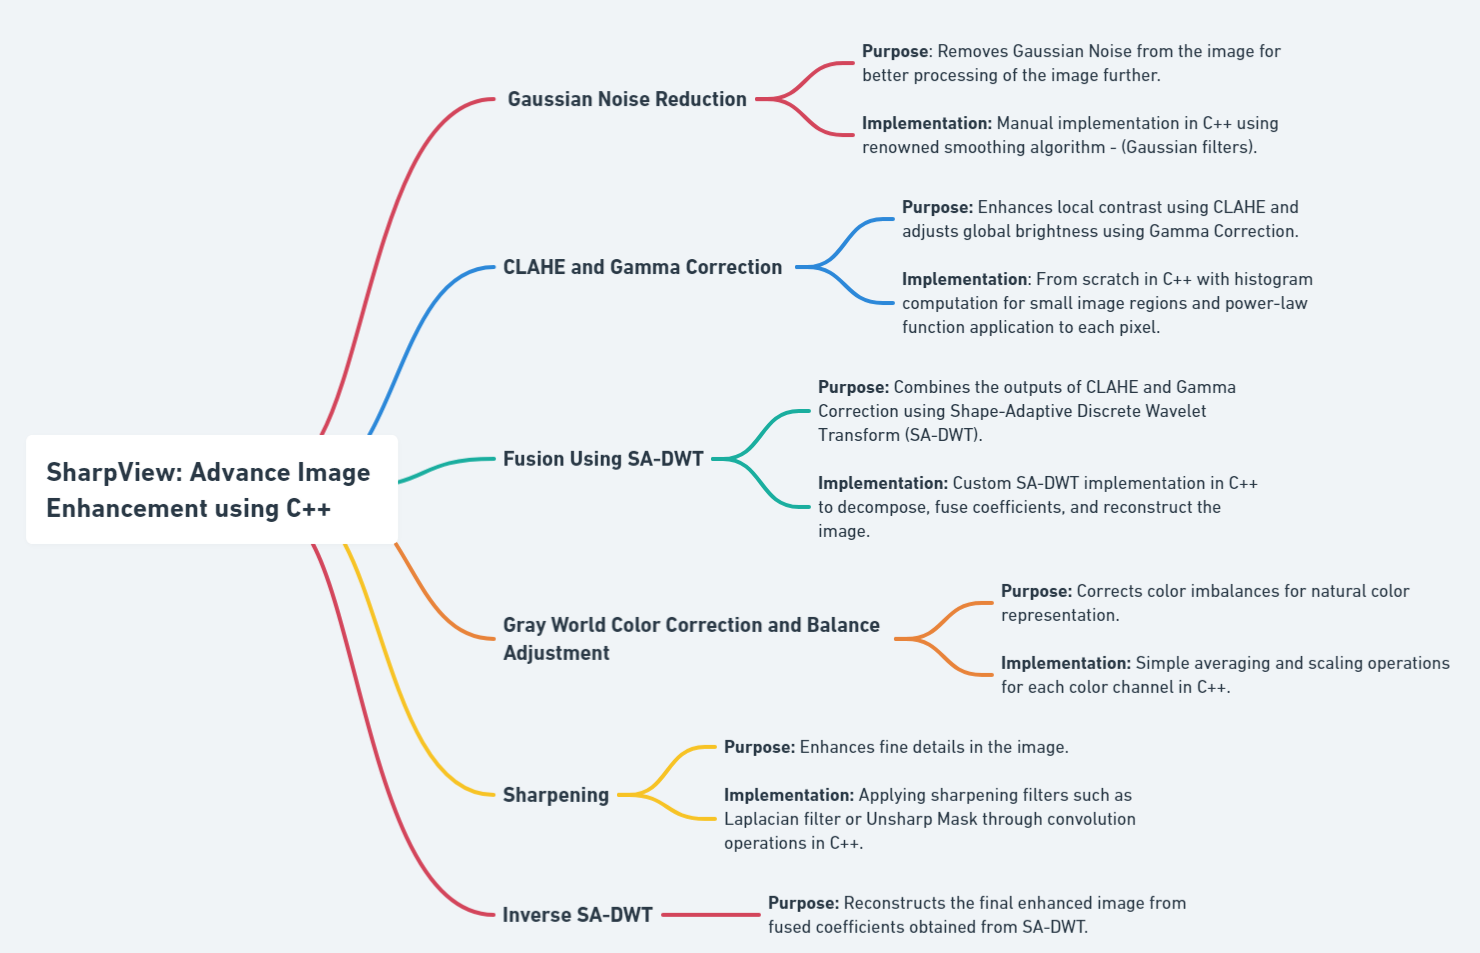 SharpView: Advance Image
Enhancement using C++
Gaussian Noise Reduction
Purpose: Removes Gaussian Noise from the image for
better processing of the image further.
Implementation: Manual implementation in C++ using
renowned smoothing algorithm - (Gaussian filters).
CLAHE and Gamma Correction
Purpose: Enhances local contrast using CLAHE and
adjusts global brightness using Gamma Correction.
Implementation: From scratch in C++ with histogram
computation for small image regions and power-law
function application to each pixel.
Fusion Using SA-DWT
Purpose: Combines the outputs of CLAHE and Gamma
Correction using Shape-Adaptive Discrete Wavelet
Transform (SA-DWT).
Implementation: Custom SA-DWT implementation in C++
to decompose, fuse coefficients, and reconstruct the
image.
Gray World Color Correction and Balance
Adjustment
Purpose: Corrects color imbalances for natural color
representation.
Implementation: Simple averaging and scaling operations
for each color channel in C++.
Sharpening
Purpose: Enhances fine details in the image.
Implementation: Applying sharpening filters such as
Laplacian filter or Unsharp Mask through convolution
operations in C++.
Inverse SA-DWT
Purpose: Reconstructs the final enhanced image from
fused coefficients obtained from SA-DWT.